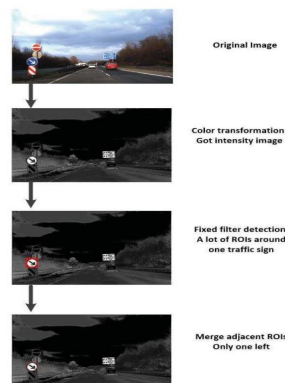 Original Image
Color transformation
Got intensity image
Fixed filter detection
A lot of ROIs around
one traffic sign
Merge adjacent ROIs
Only one left